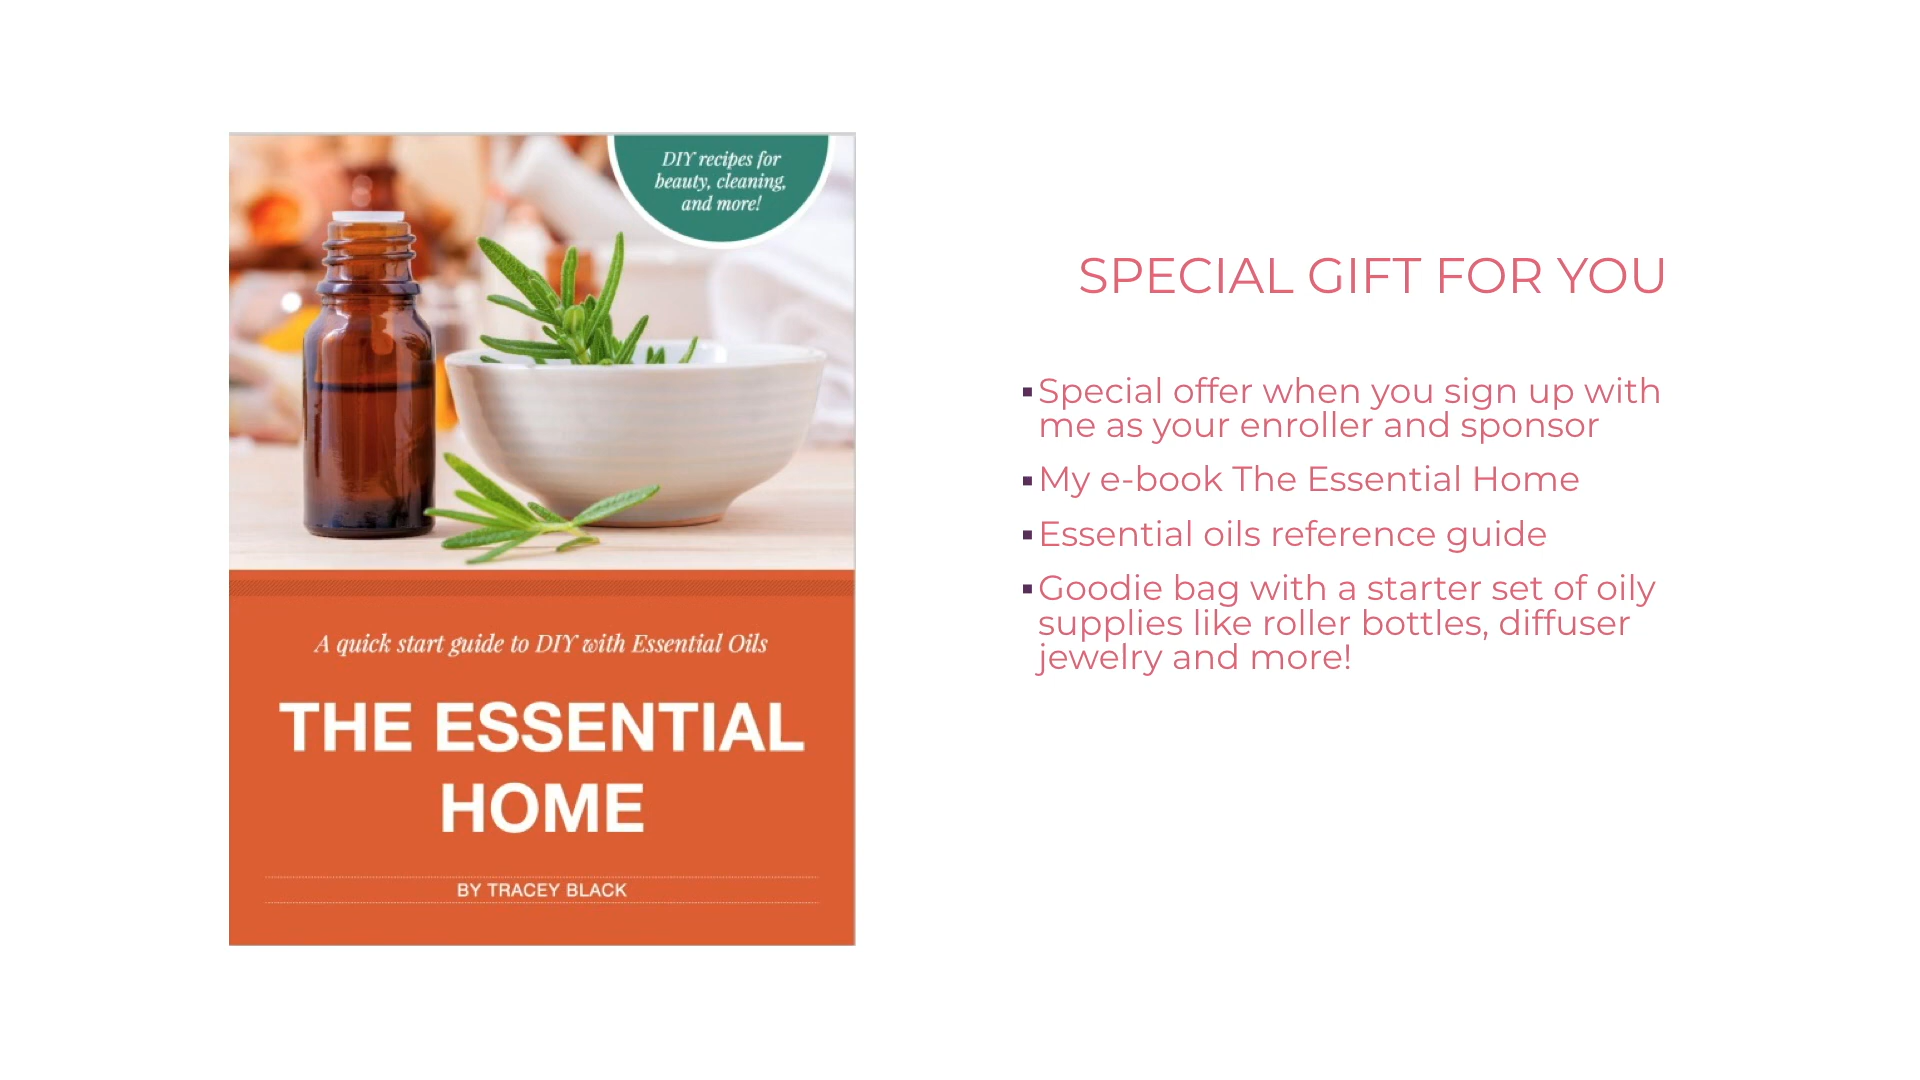 DIY recipes for
beauty, cleaning,
and more!
A quick start guide to DIY with Essential Oils
THE ESSENTIAL
HOME
BY TRACEY BLACK
SPECIAL GIFT FOR YOU
▪Special offer when you sign up with
me as your enroller and sponsor
▪My e-book The Essential Home
▪Essential oils reference guide
▪Goodie bag with a starter set of oily
supplies like roller bottles, diffuser
jewelry and more!